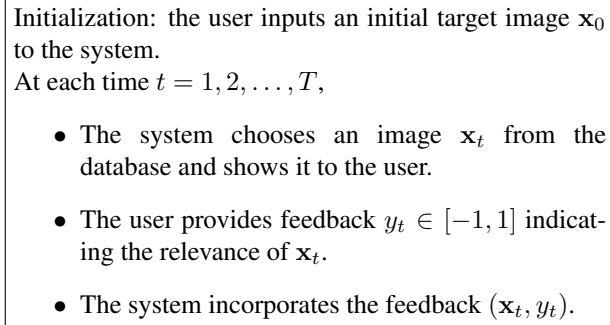 Initialization: the user inputs an initial target image x₀
to the system.
At each time t = 1, 2, . . . , T,
• The system chooses an image xₜ from the
database and shows it to the user.
• The user provides feedback yₜ ∈ [−1, 1] indicat-
ing the relevance of xₜ.
• The system incorporates the feedback (xₜ, yₜ).